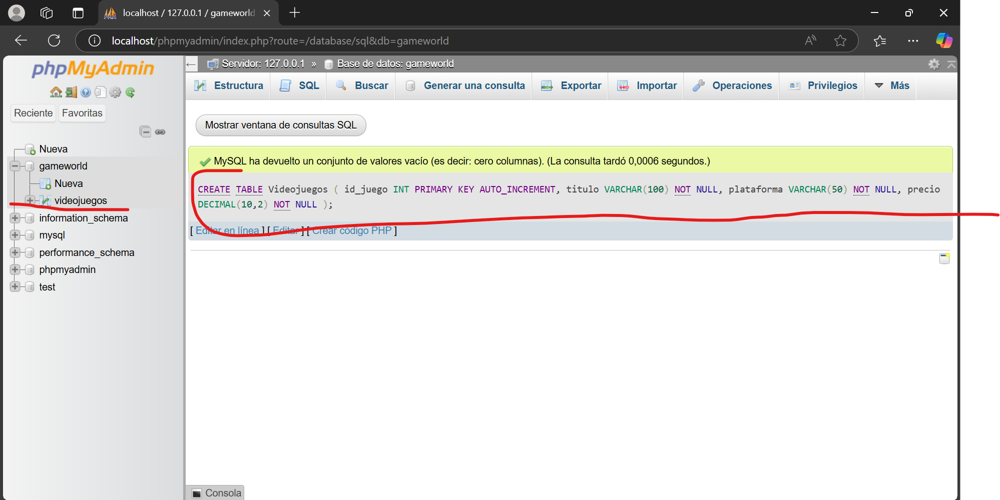 localhost / 127.0.0.1 / gameworld
localhost/phpmyadmin/index.php?route=/database/sql&db=gameworld
phpMyAdmin
Reciente
Favoritas
Nueva
gameworld
Nueva
videojuegos
information_schema
mysql
performance_schema
phpmyadmin
test
Servidor: 127.0.0.1 » Base de datos: gameworld
Estructura
SQL
Buscar
Generar una consulta
Exportar
Importar
Operaciones
Privilegios
Más
Mostrar ventana de consultas SQL
MySQL ha devuelto un conjunto de valores vacío (es decir: cero columnas). (La consulta tardó 0,0006 segundos.)
CREATE TABLE Videojuegos ( id_juego INT PRIMARY KEY AUTO_INCREMENT, titulo VARCHAR(100) NOT NULL, plataforma VARCHAR(50) NOT NULL, precio
DECIMAL(10,2) NOT NULL );
[ Editar en línea ] [ Editar ] [ Crear código PHP ]
Consola